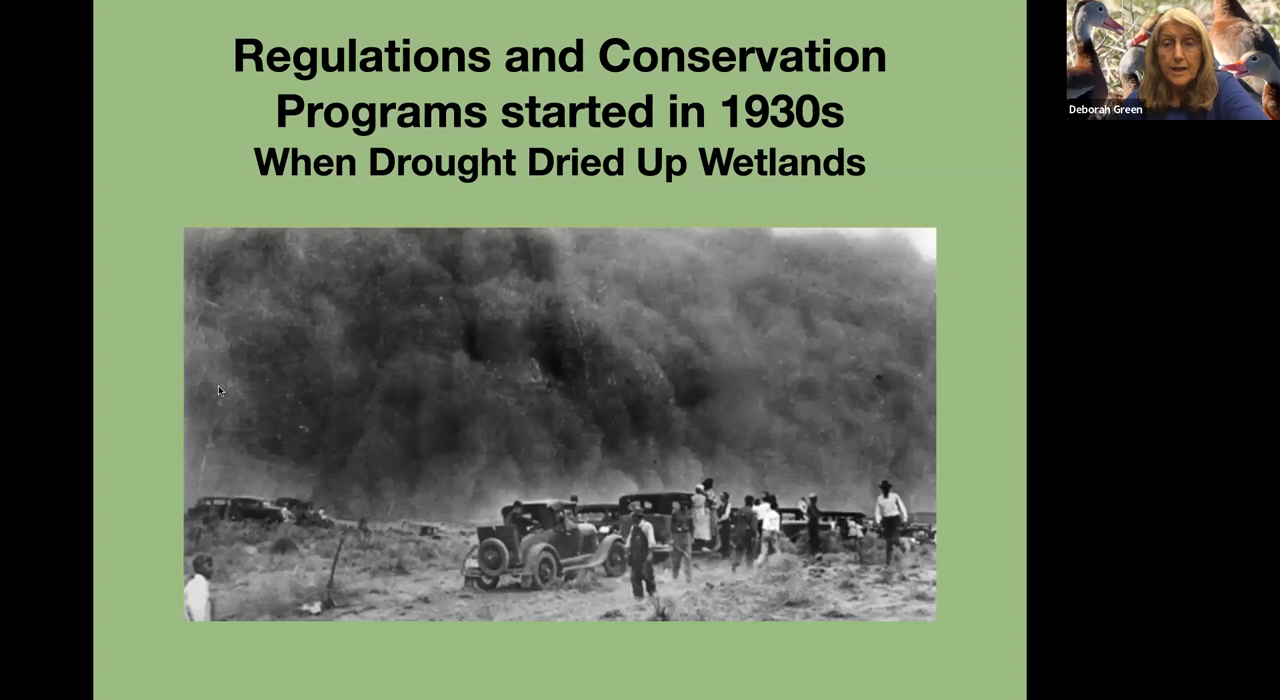 Regulations and Conservation
Programs started in 1930s
When Drought Dried Up Wetlands
Deborah Green